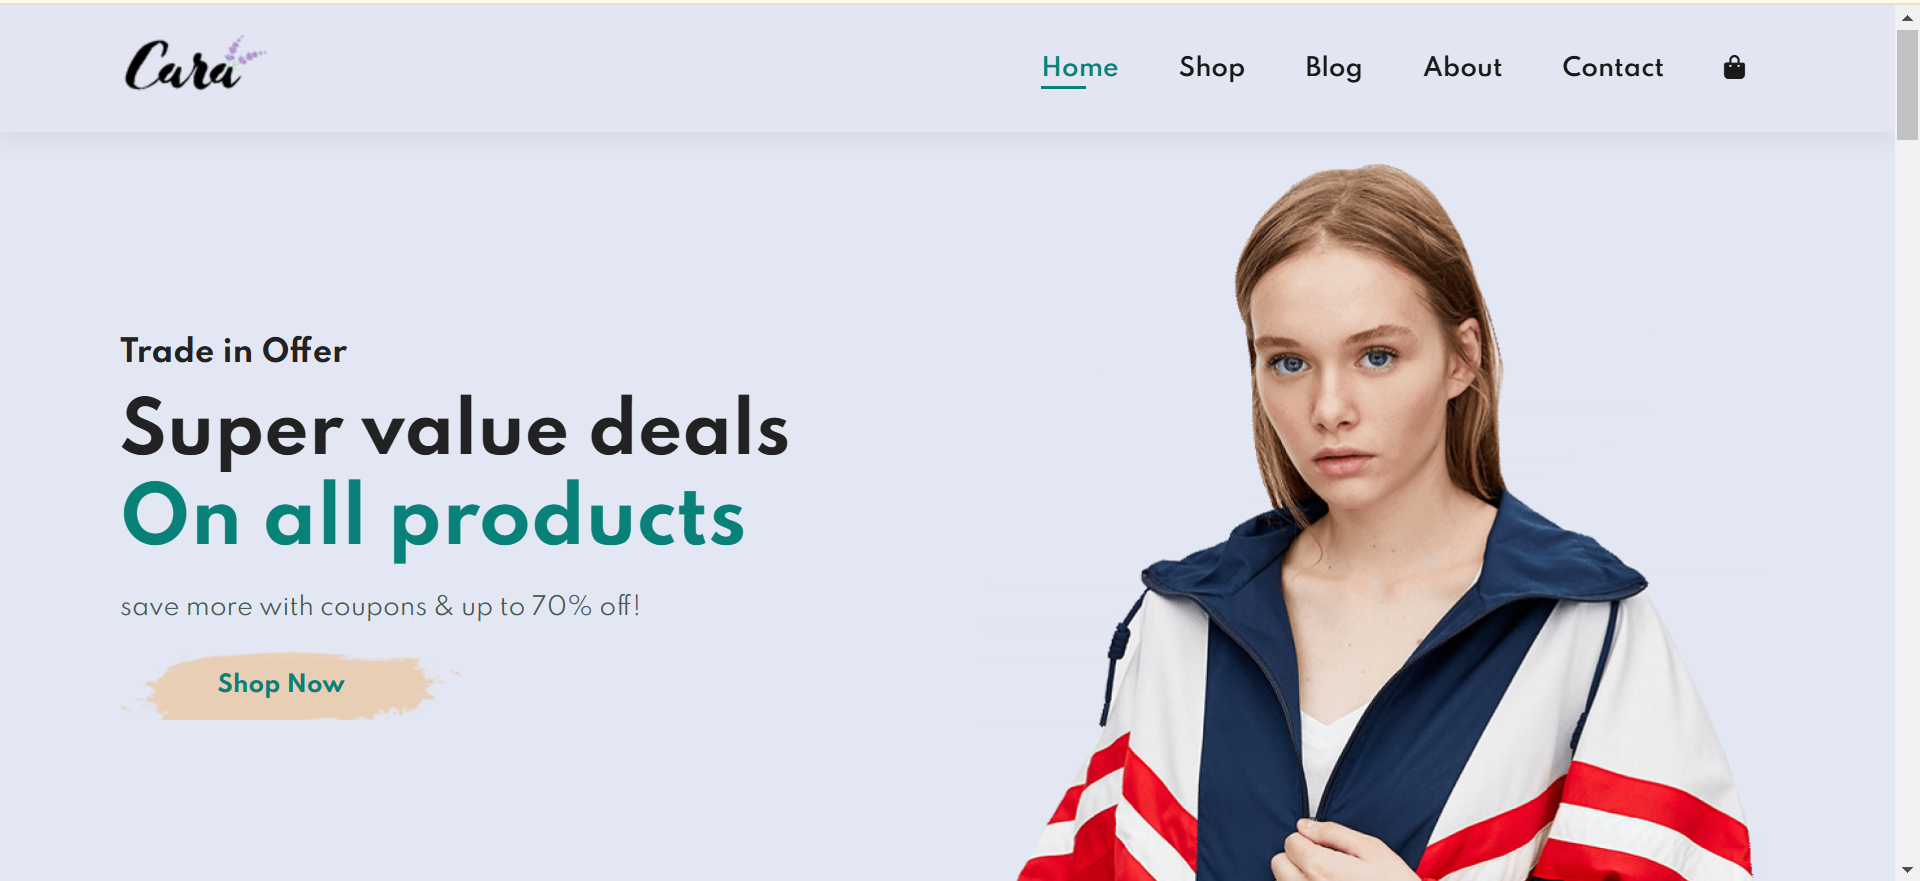 Cara
Home Shop Blog About Contact
Trade in Offer
Super value deals
On all products
save more with coupons & up to 70% off!
Shop Now